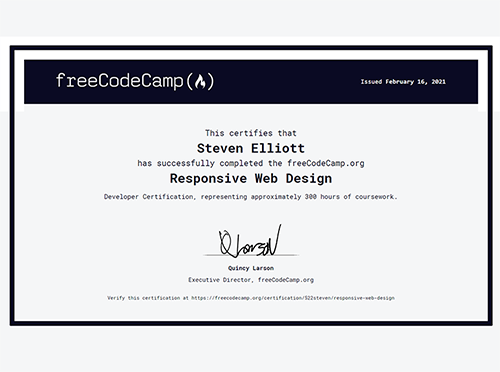 freeCodeCamp(🔥)
Issued February 16, 2021
This certifies that
Steven Elliott
has successfully completed the freeCodeCamp.org
Responsive Web Design
Developer Certification, representing approximately 300 hours of coursework.
Q Larson
Quincy Larson
Executive Director, freeCodeCamp.org
Verify this certification at https://freecodecamp.org/certification/522steven/responsive-web-design